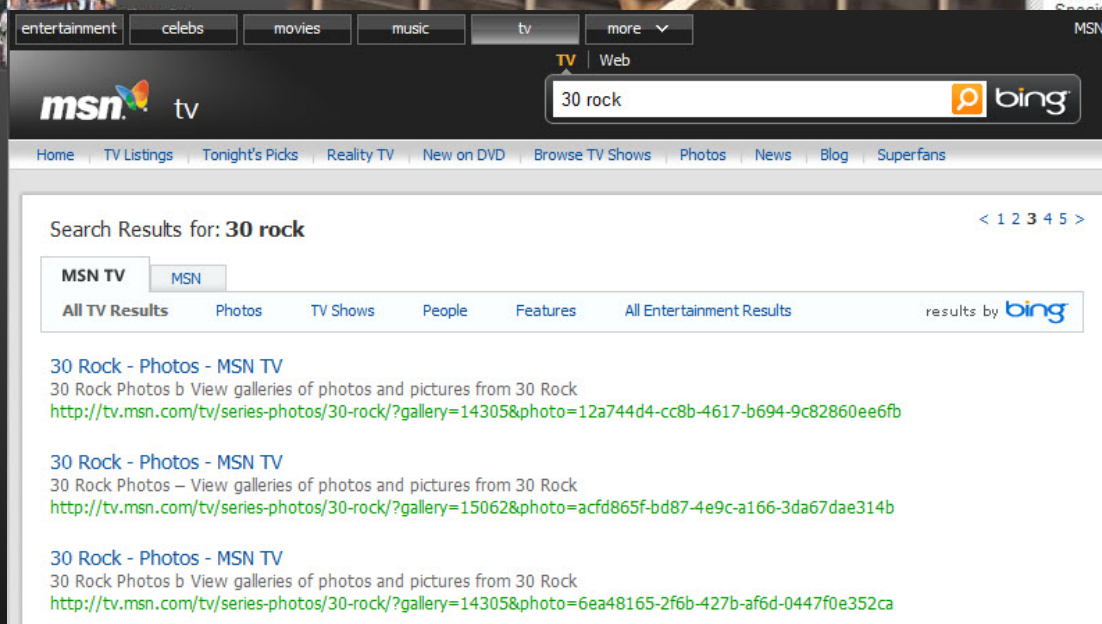 entertainment celebs movies music tv more MSN
TV | Web
msn tv 30 rock bing
Home TV Listings Tonight's Picks Reality TV New on DVD Browse TV Shows Photos News Blog Superfans
Search Results for: 30 rock < 1 2 3 4 5 >
MSN TV MSN
All TV Results Photos TV Shows People Features All Entertainment Results results by bing
30 Rock - Photos - MSN TV
30 Rock Photos b View galleries of photos and pictures from 30 Rock
http://tv.msn.com/tv/series-photos/30-rock/?gallery=14305&photo=12a744d4-cc8b-4617-b694-9c82860ee6fb
30 Rock - Photos - MSN TV
30 Rock Photos – View galleries of photos and pictures from 30 Rock
http://tv.msn.com/tv/series-photos/30-rock/?gallery=15062&photo=acfd865f-bd87-4e9c-a166-3da67dae314b
30 Rock - Photos - MSN TV
30 Rock Photos b View galleries of photos and pictures from 30 Rock
http://tv.msn.com/tv/series-photos/30-rock/?gallery=14305&photo=6ea48165-2f6b-427b-af6d-0447f0e352ca